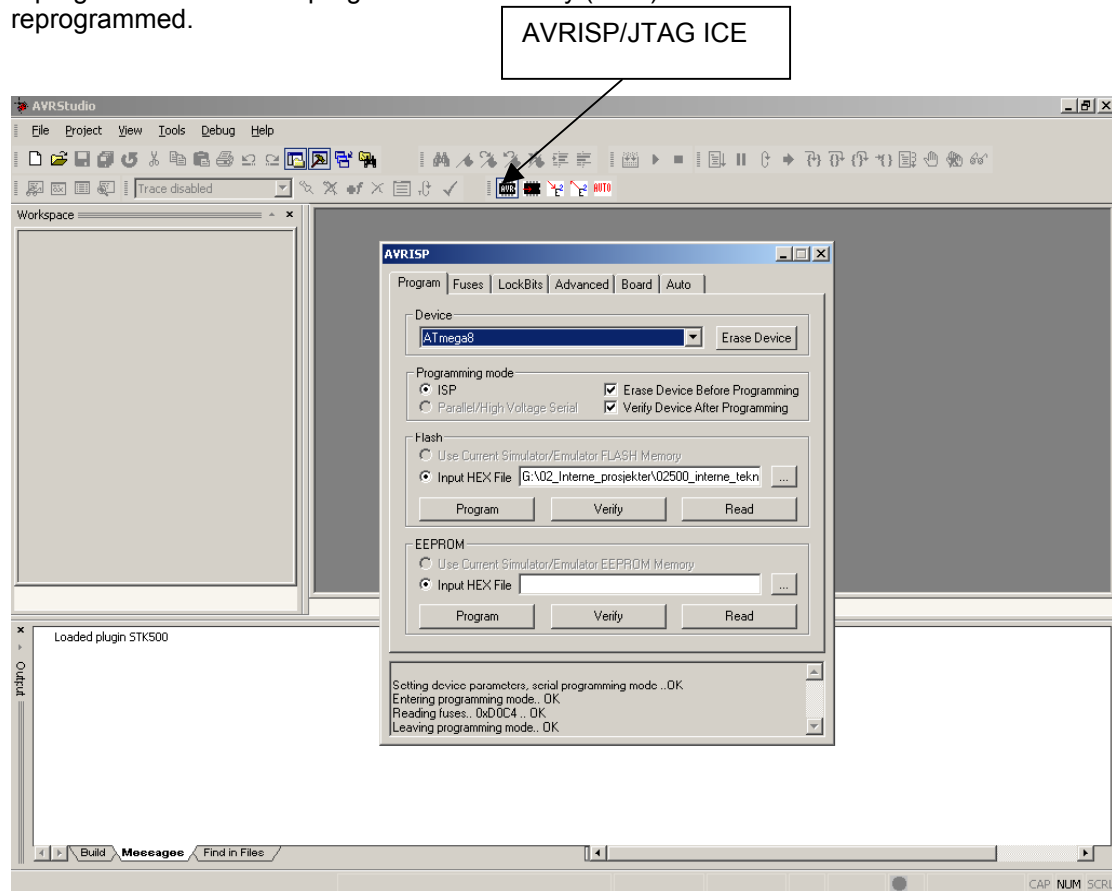 reprogrammed.
AVRISP/JTAG ICE
AVRStudio
File Project View Tools Debug Help
Trace disabled
AVR E² E² AUTO
Workspace
AVRISP
Program Fuses LockBits Advanced Board Auto
Device
ATmega8 Erase Device
Programming mode
ISP Erase Device Before Programming
Parallel/High Voltage Serial Verify Device After Programming
Flash
Use Current Simulator/Emulator FLASH Memory
Input HEX File G:\02_Interne_prosjekter\02500_interne_tekn ...
Program Verify Read
EEPROM
Use Current Simulator/Emulator EEPROM Memory
Input HEX File ...
Program Verify Read
Setting device parameters, serial programming mode ..OK
Entering programming mode.. OK
Reading fuses.. 0xD0C4 .. OK
Leaving programming mode.. OK
Loaded plugin STK500
Output
Build Messages Find in Files
CAP NUM SCRL